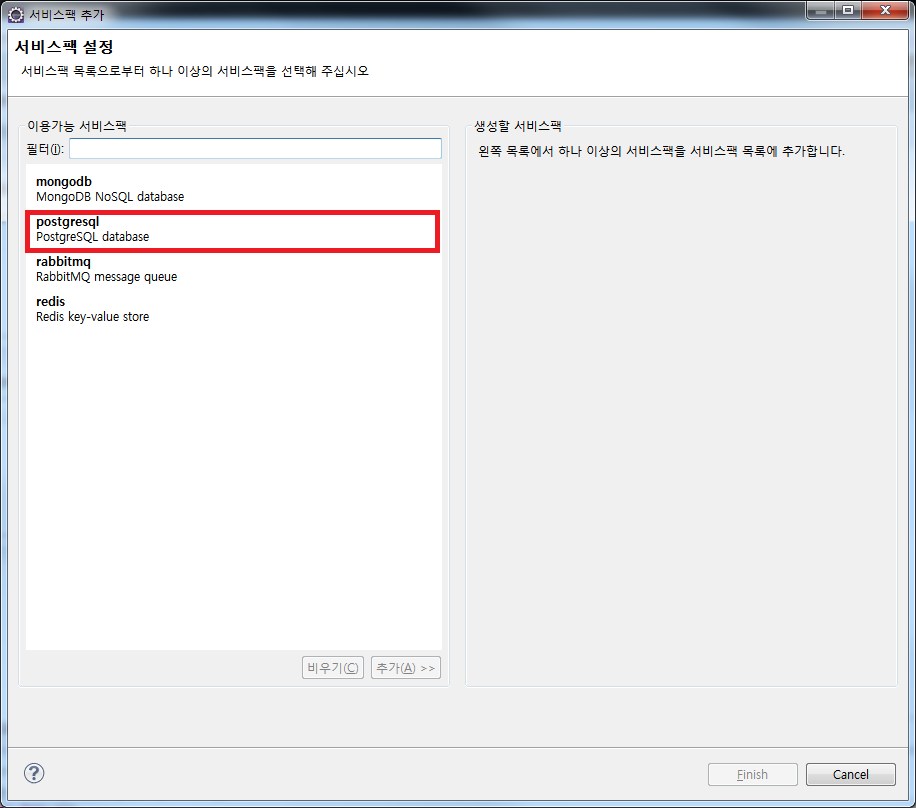 서비스팩 추가
서비스팩 설정
서비스팩 목록으로부터 하나 이상의 서비스팩을 선택해 주십시오
이용가능 서비스팩
필터(I):
mongodb
MongoDB NoSQL database
postgresql
PostgreSQL database
rabbitmq
RabbitMQ message queue
redis
Redis key-value store
비우기(C)
추가(A) >>
생성할 서비스팩
왼쪽 목록에서 하나 이상의 서비스팩을 서비스팩 목록에 추가합니다.
?
Finish
Cancel